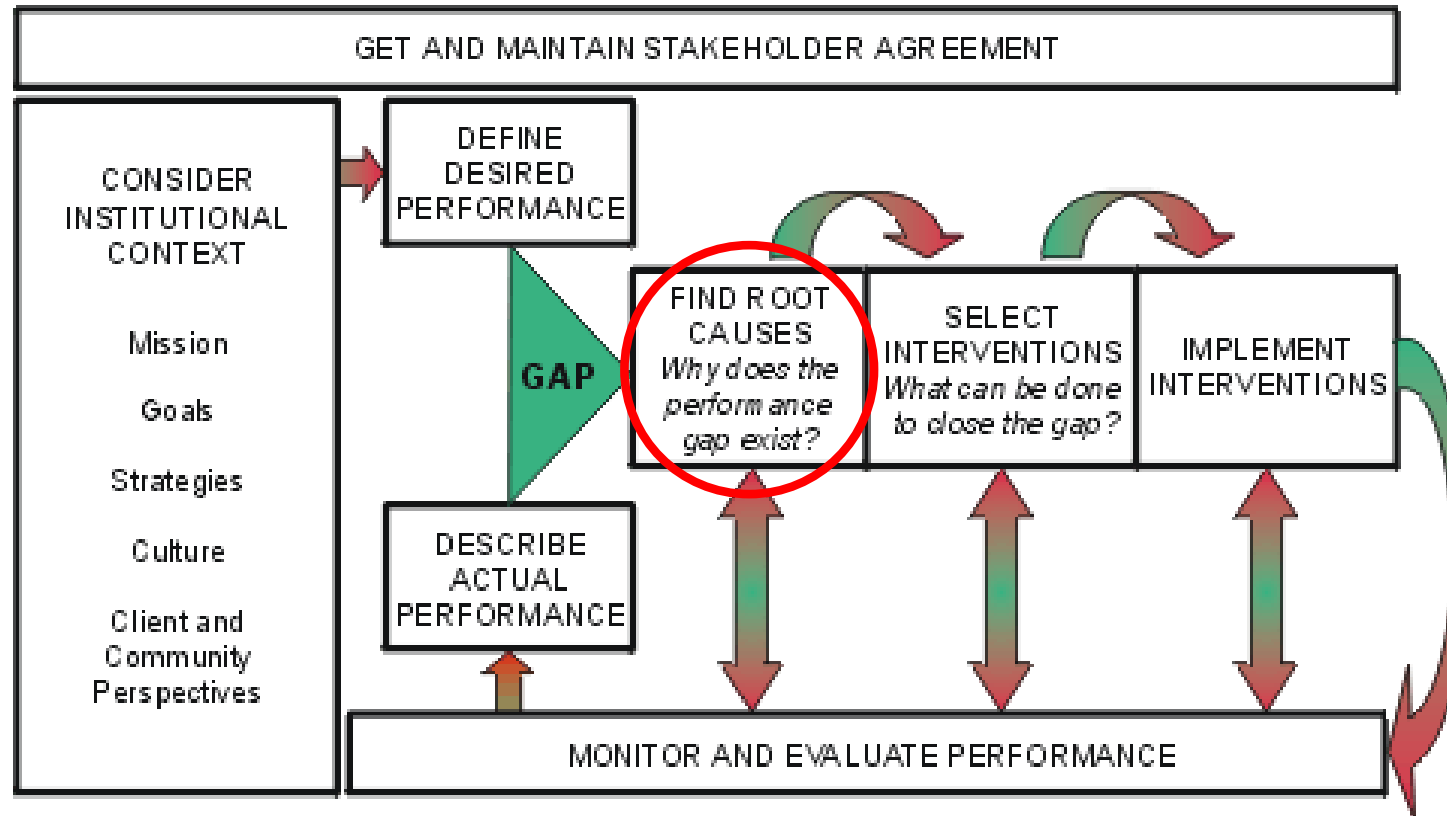 GET AND MAINTAIN STAKEHOLDER AGREEMENT
CONSIDER
INSTITUTIONAL
CONTEXT
Mission
Goals
Strategies
Culture
Client and
Community
Perspectives
DEFINE
DESIRED
PERFORMANCE
GAP
DESCRIBE
ACTUAL
PERFORMANCE
FIND ROOT
CAUSES
Why does the
performance
gap exist?
SELECT
INTERVENTIONS
What can be done
to close the gap?
IMPLEMENT
INTERVENTIONS
MONITOR AND EVALUATE PERFORMANCE